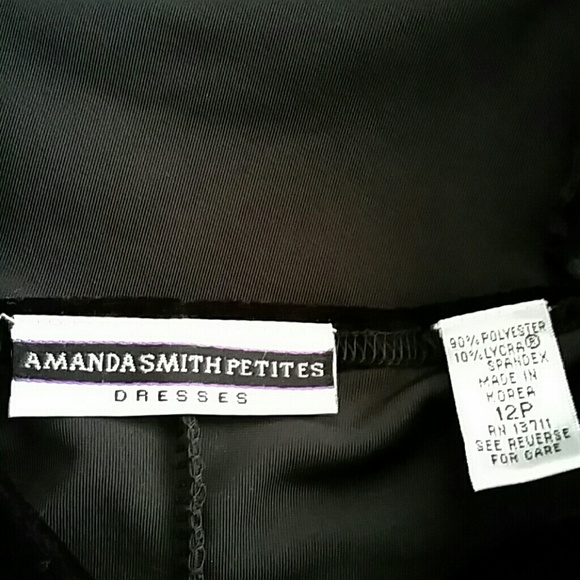 AMANDA SMITH PETITES
DRESSES
90% POLYESTER
10% LYCRA®
SPANDEX
MADE IN
KOREA
12P
RN 13711
SEE REVERSE
FOR CARE